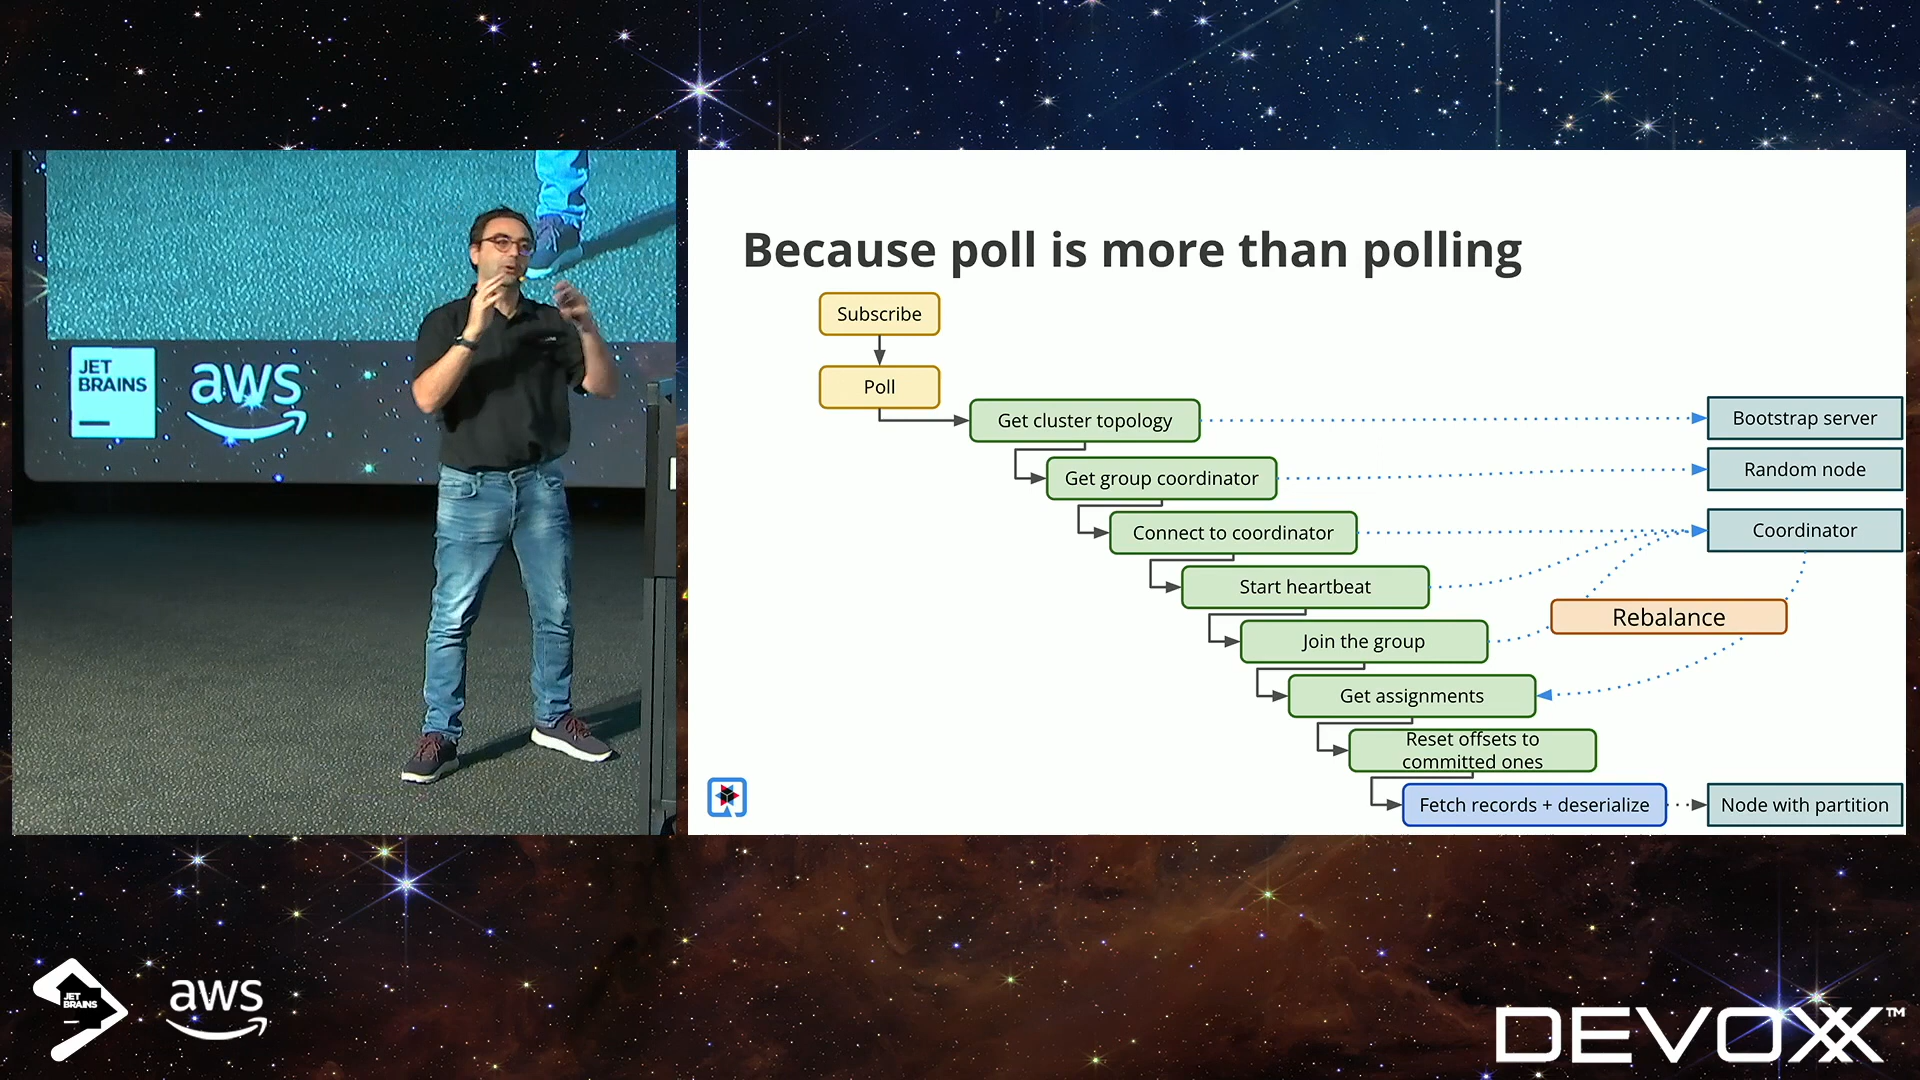 JET
BRAINS
aws
Because poll is more than polling
Subscribe
Poll
Get cluster topology
Bootstrap server
Get group coordinator
Random node
Connect to coordinator
Coordinator
Start heartbeat
Rebalance
Join the group
Get assignments
Reset offsets to
committed ones
Fetch records + deserialize
Node with partition
JET
BRAINS
aws
DEVOXX™